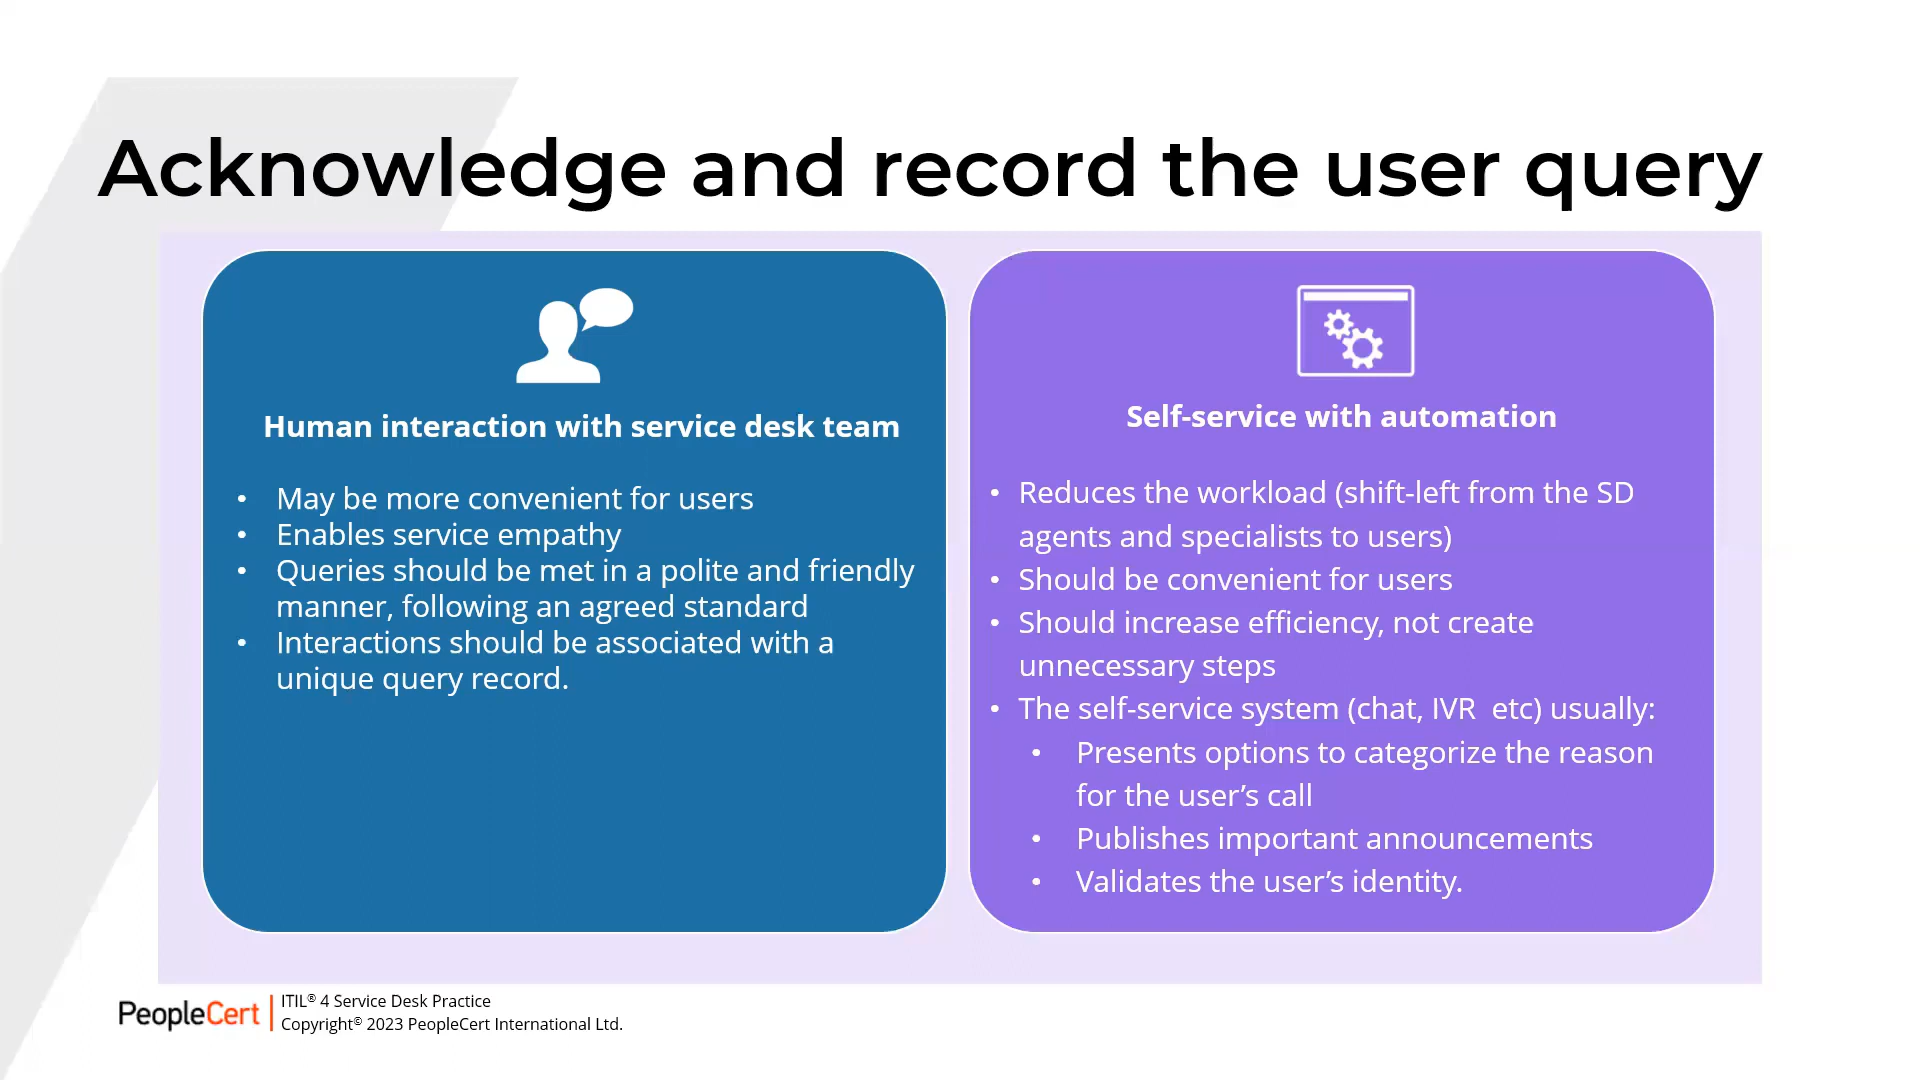 Acknowledge and record the user query
Human interaction with service desk team
• May be more convenient for users
• Enables service empathy
• Queries should be met in a polite and friendly
manner, following an agreed standard
• Interactions should be associated with a
unique query record.
Self-service with automation
• Reduces the workload (shift-left from the SD
agents and specialists to users)
• Should be convenient for users
• Should increase efficiency, not create
unnecessary steps
• The self-service system (chat, IVR  etc) usually:
• Presents options to categorize the reason
for the user’s call
• Publishes important announcements
• Validates the user’s identity.
PeopleCert
ITIL® 4 Service Desk Practice
Copyright© 2023 PeopleCert International Ltd.